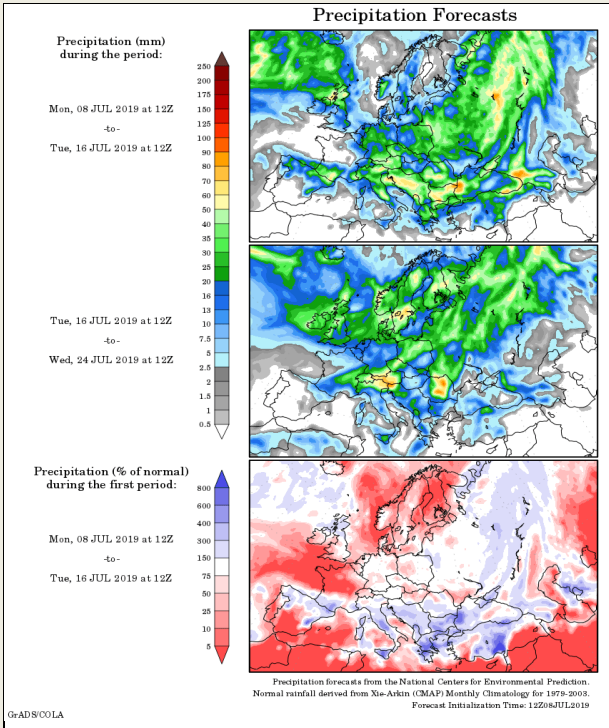 Precipitation Forecasts
Precipitation (mm)
during the period:
Mon, 08 JUL 2019 at 12Z
-to-
Tue, 16 JUL 2019 at 12Z
250
200
175
150
125
100
90
80
70
60
50
40
35
30
25
20
16
13
10
7.5
5
2.5
2
1.5
1
0.5
Tue, 16 JUL 2019 at 12Z
-to-
Wed, 24 JUL 2019 at 12Z
Precipitation (% of normal)
during the first period:
Mon, 08 JUL 2019 at 12Z
-to-
Tue, 16 JUL 2019 at 12Z
800
600
400
300
150
75
50
25
10
5
Precipitation forecasts from the National Centers for Environmental Prediction.
Normal rainfall derived from Xie-Arkin (CMAP) Monthly Climatology for 1979-2003.
Forecast Initialization Time: 12Z08JUL2019
GrADS/COLA